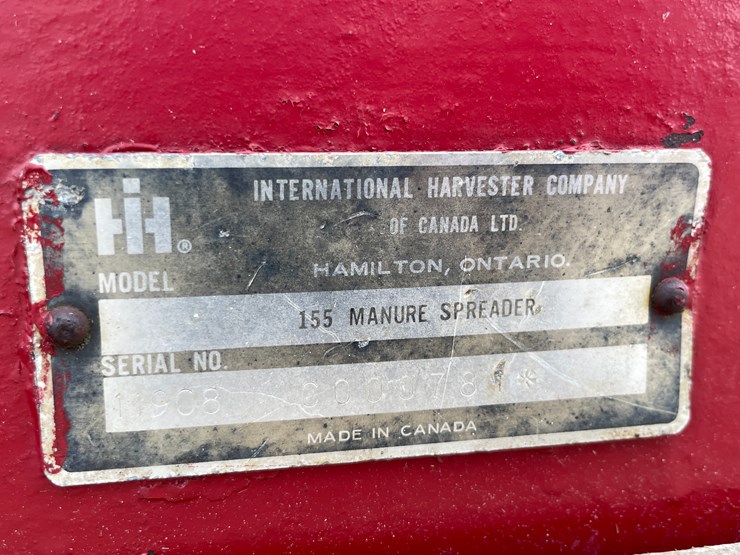 IH ®
INTERNATIONAL HARVESTER COMPANY
OF CANADA LTD.
HAMILTON, ONTARIO.
MODEL
155 MANURE SPREADER
SERIAL NO.
MADE IN CANADA